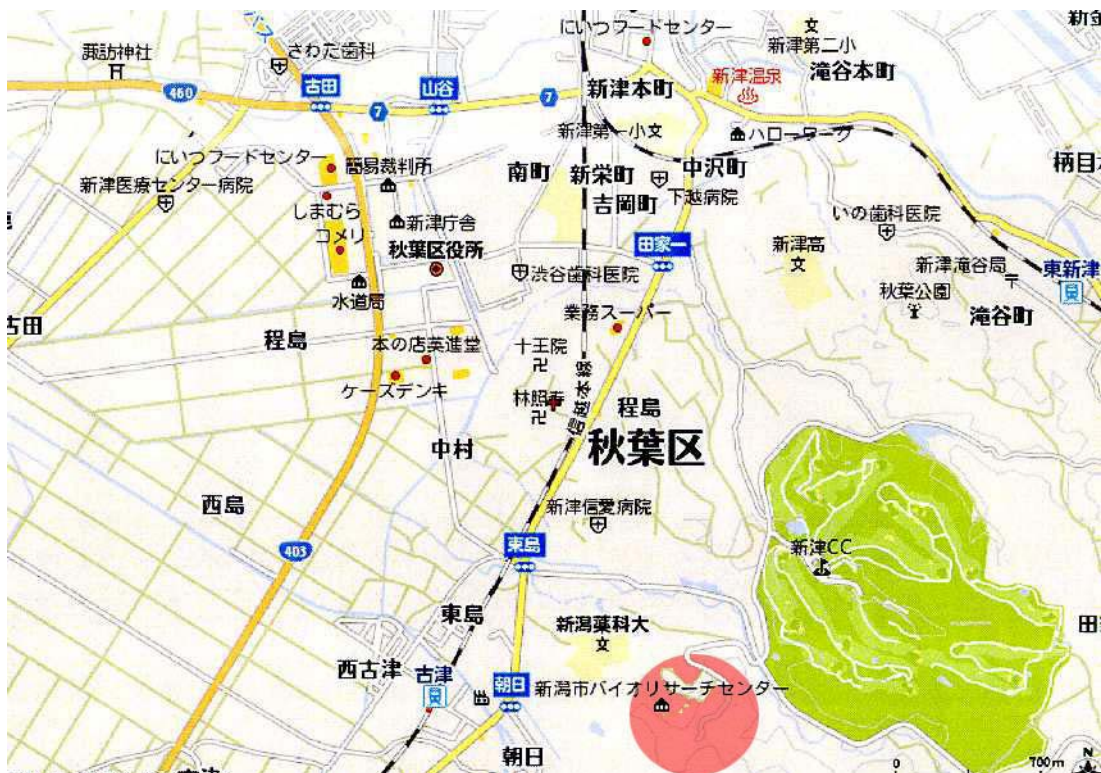 新金
にいつフードセンター
新津第二小
文
さわだ歯科
諏訪神社
滝谷本町
新津温泉
460
古田
7
山谷
7
新津本町
新津第一小文
ハローワーク
中沢町
にいつフードセンター
簡易裁判所
南町
新栄町
新津医療センター病院
下越病院
吉岡町
しまむら
新津庁舎
いの歯科医院
コメリ
秋葉区役所
田家一
新津高
文
渋谷歯科医院
新津滝谷局
東新津
水道局
秋葉公園
滝谷町
古田
業務スーパー
程島
本の店英進堂
十王院
卍
ケーズデンキ
林照寺
卍
信越本線
程島
秋葉区
中村
西島
新津信愛病院
403
東島
新津CC
東島
新潟薬科大
文
西古津
古津
朝日
新潟市バイオリサーチセンター
朝日
0
700m
N